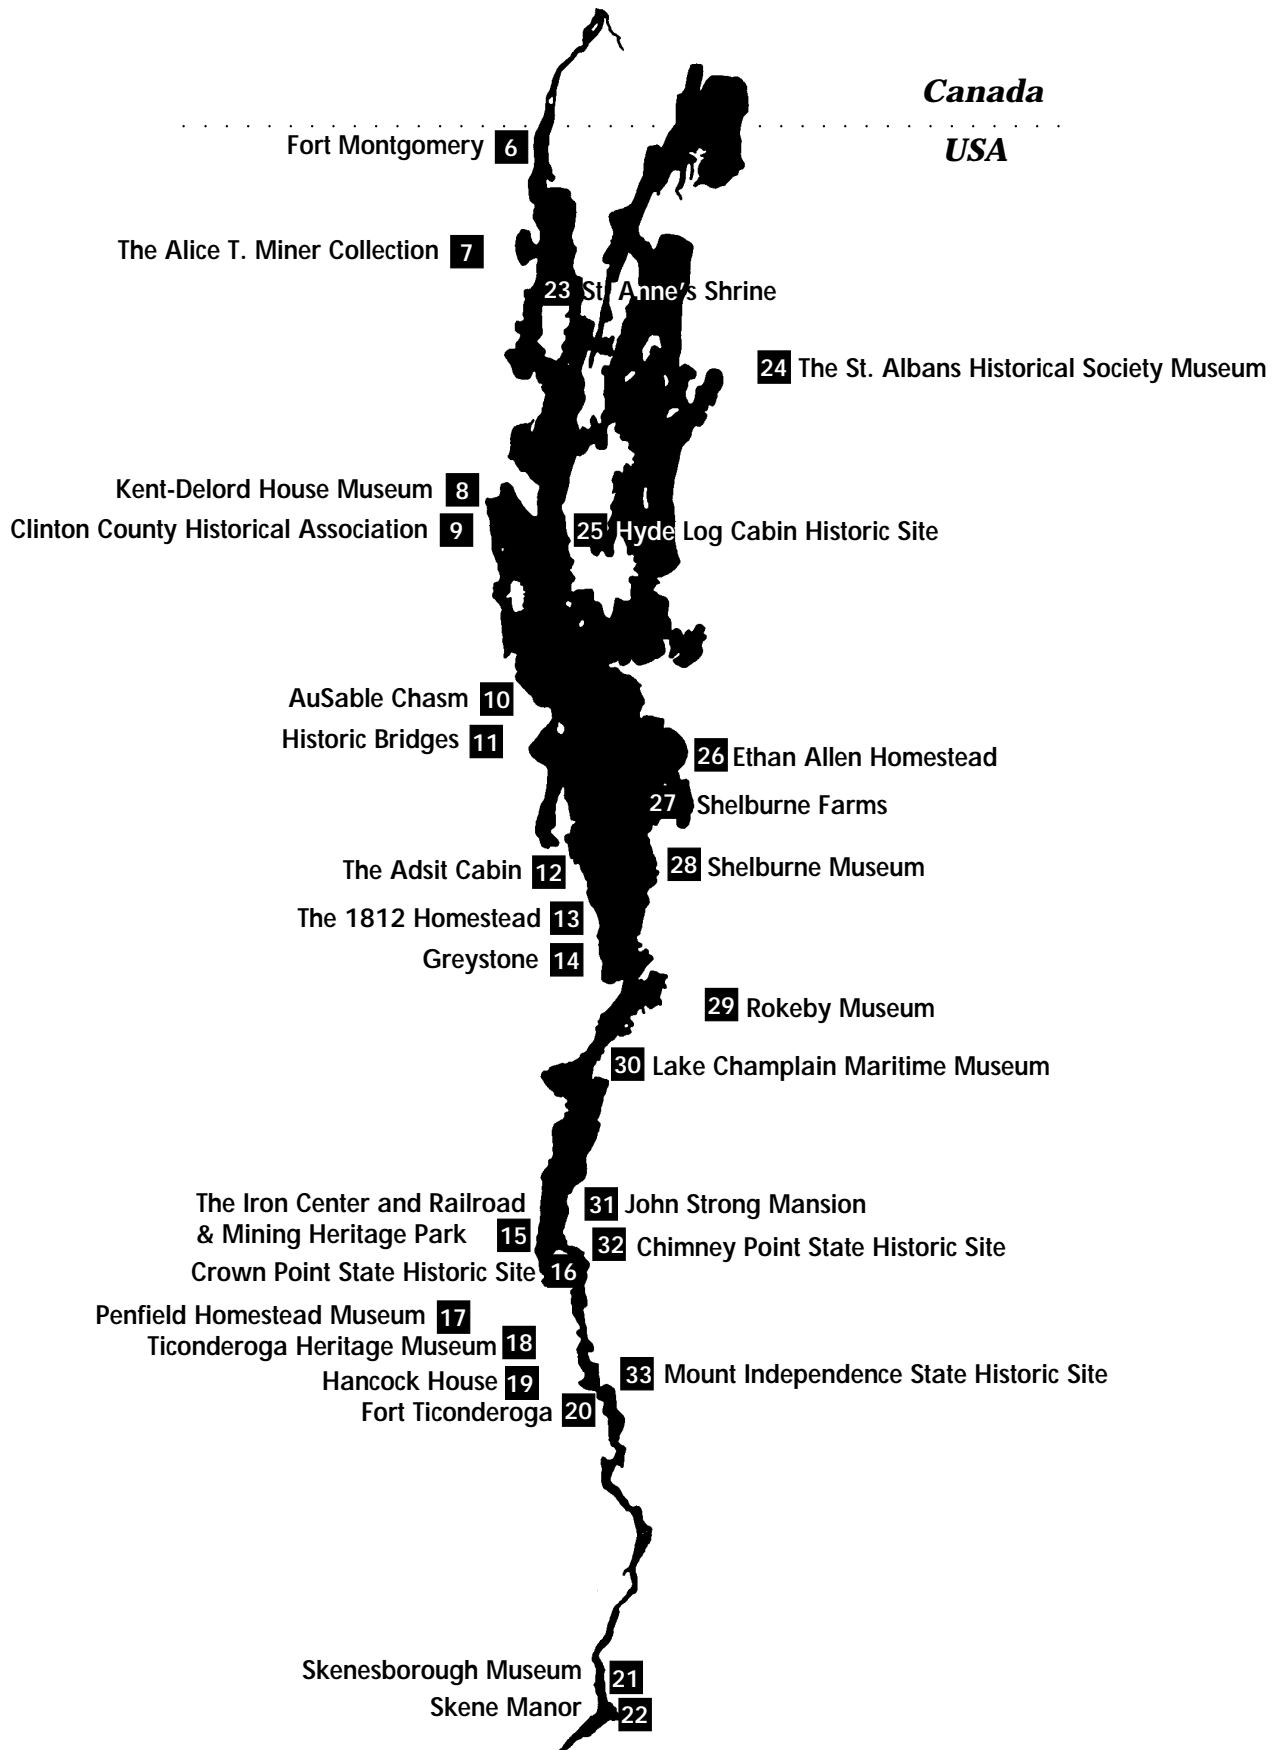 Canada
USA
Fort Montgomery 6
The Alice T. Miner Collection 7
23 St. Anne's Shrine
24 The St. Albans Historical Society Museum
Kent-Delord House Museum 8
Clinton County Historical Association 9
25 Hyde Log Cabin Historic Site
AuSable Chasm 10
Historic Bridges 11
26 Ethan Allen Homestead
27 Shelburne Farms
The Adsit Cabin 12
28 Shelburne Museum
The 1812 Homestead 13
Greystone 14
29 Rokeby Museum
30 Lake Champlain Maritime Museum
The Iron Center and Railroad
& Mining Heritage Park 15
31 John Strong Mansion
32 Chimney Point State Historic Site
Crown Point State Historic Site 16
Penfield Homestead Museum 17
Ticonderoga Heritage Museum 18
33 Mount Independence State Historic Site
Hancock House 19
Fort Ticonderoga 20
Skenesborough Museum 21
Skene Manor 22